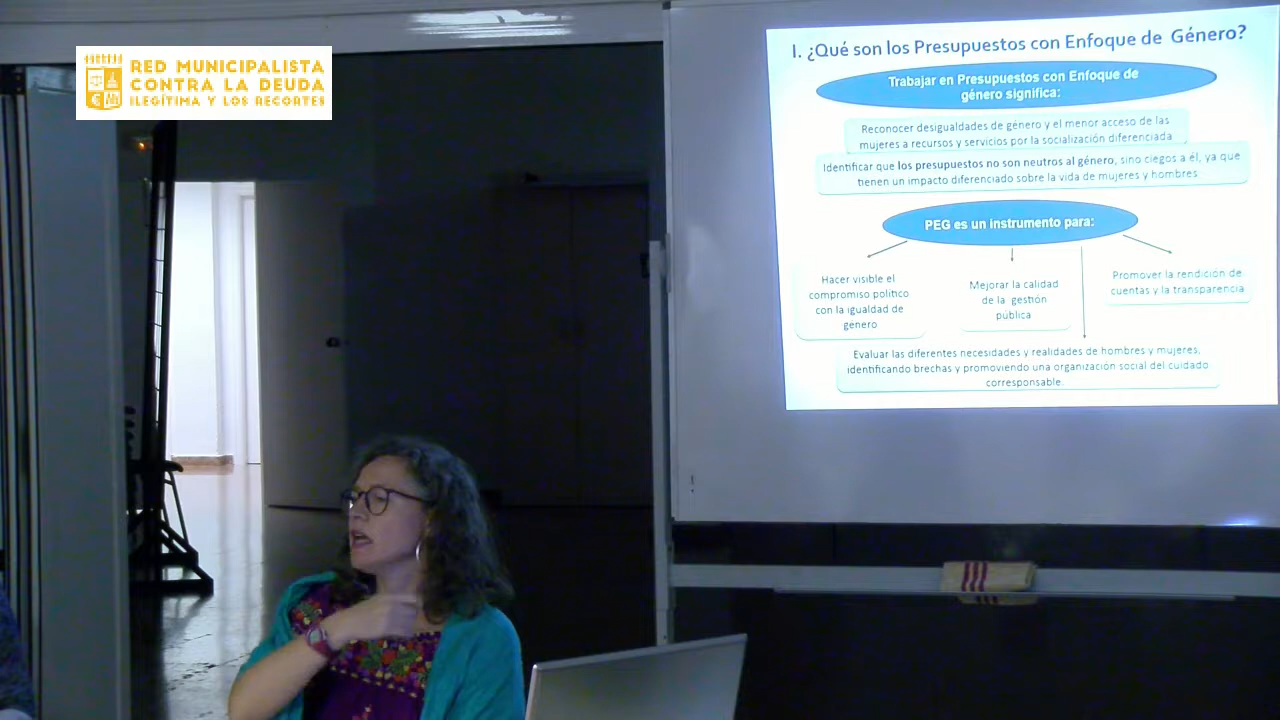 RED MUNICIPALISTA
CONTRA LA DEUDA
ILEGÍTIMA Y LOS RECORTES
I. ¿Qué son los Presupuestos con Enfoque de Género?
Trabajar en Presupuestos con Enfoque de
género significa:
Reconocer desigualdades de género y el menor acceso de las
mujeres a recursos y servicios por la socialización diferenciada
Identificar que los presupuestos no son neutros al género, sino ciegos a él, ya que
tienen un impacto diferenciado sobre la vida de mujeres y hombres
PEG es un instrumento para:
Hacer visible el
compromiso político
con la igualdad de
género
Mejorar la calidad
de la gestión
pública
Promover la rendición de
cuentas y la transparencia
Evaluar las diferentes necesidades y realidades de hombres y mujeres,
identificando brechas y promoviendo una organización social del cuidado
corresponsable.